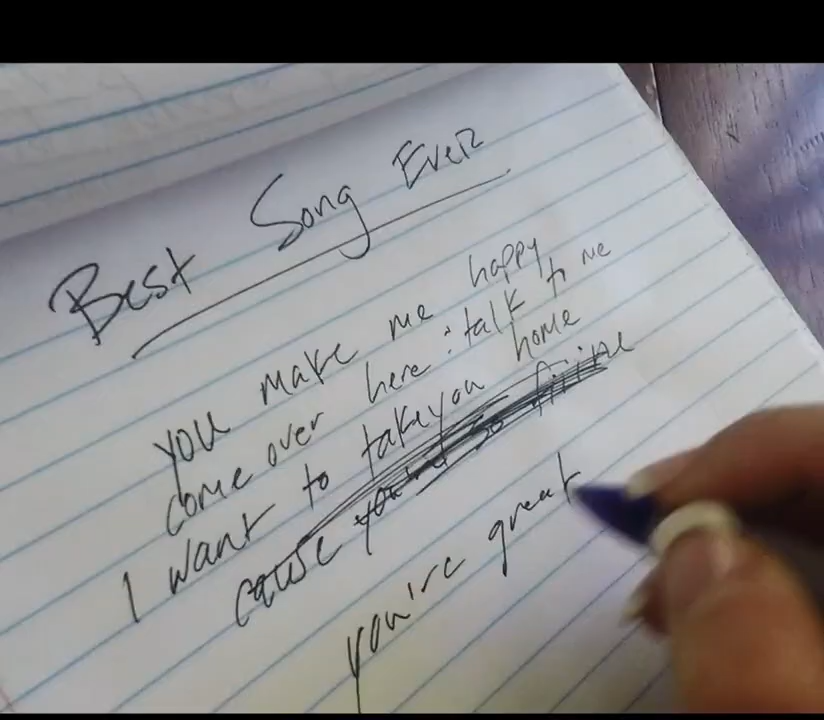 Best Song Ever
you make me happy
come over here : talk to me
I want to take you home
cause you're so fiiine
you're great